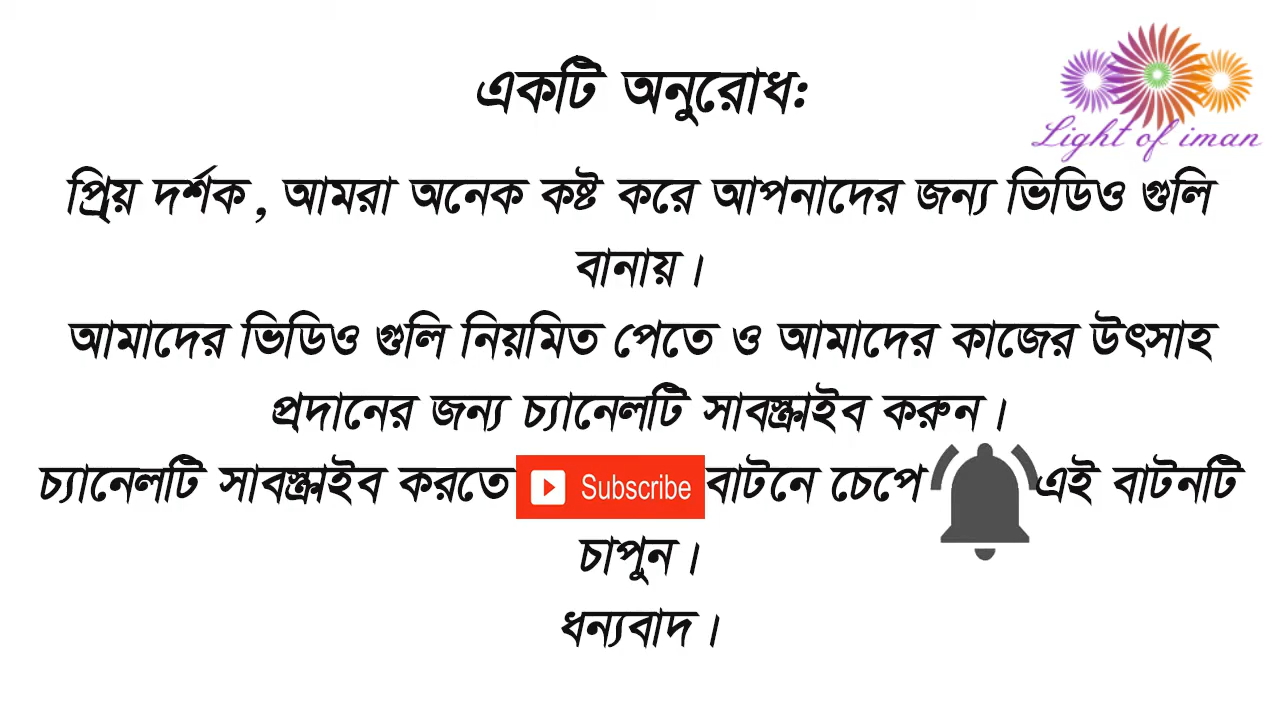 একটি অনুরোধঃ
Light of iman
প্রিয় দর্শক , আমরা অনেক কষ্ট করে আপনাদের জন্য ভিডিও গুলি
বানায় ।
আমাদের ভিডিও গুলি নিয়মিত পেতে ও আমাদের কাজের উৎসাহ
প্রদানের জন্য চ্যানেলটি সাবস্ক্রাইব করুন ।
চ্যানেলটি সাবস্ক্রাইব করতে Subscribe বাটনে চেপে এই বাটনটি
চাপুন ।
ধন্যবাদ ।